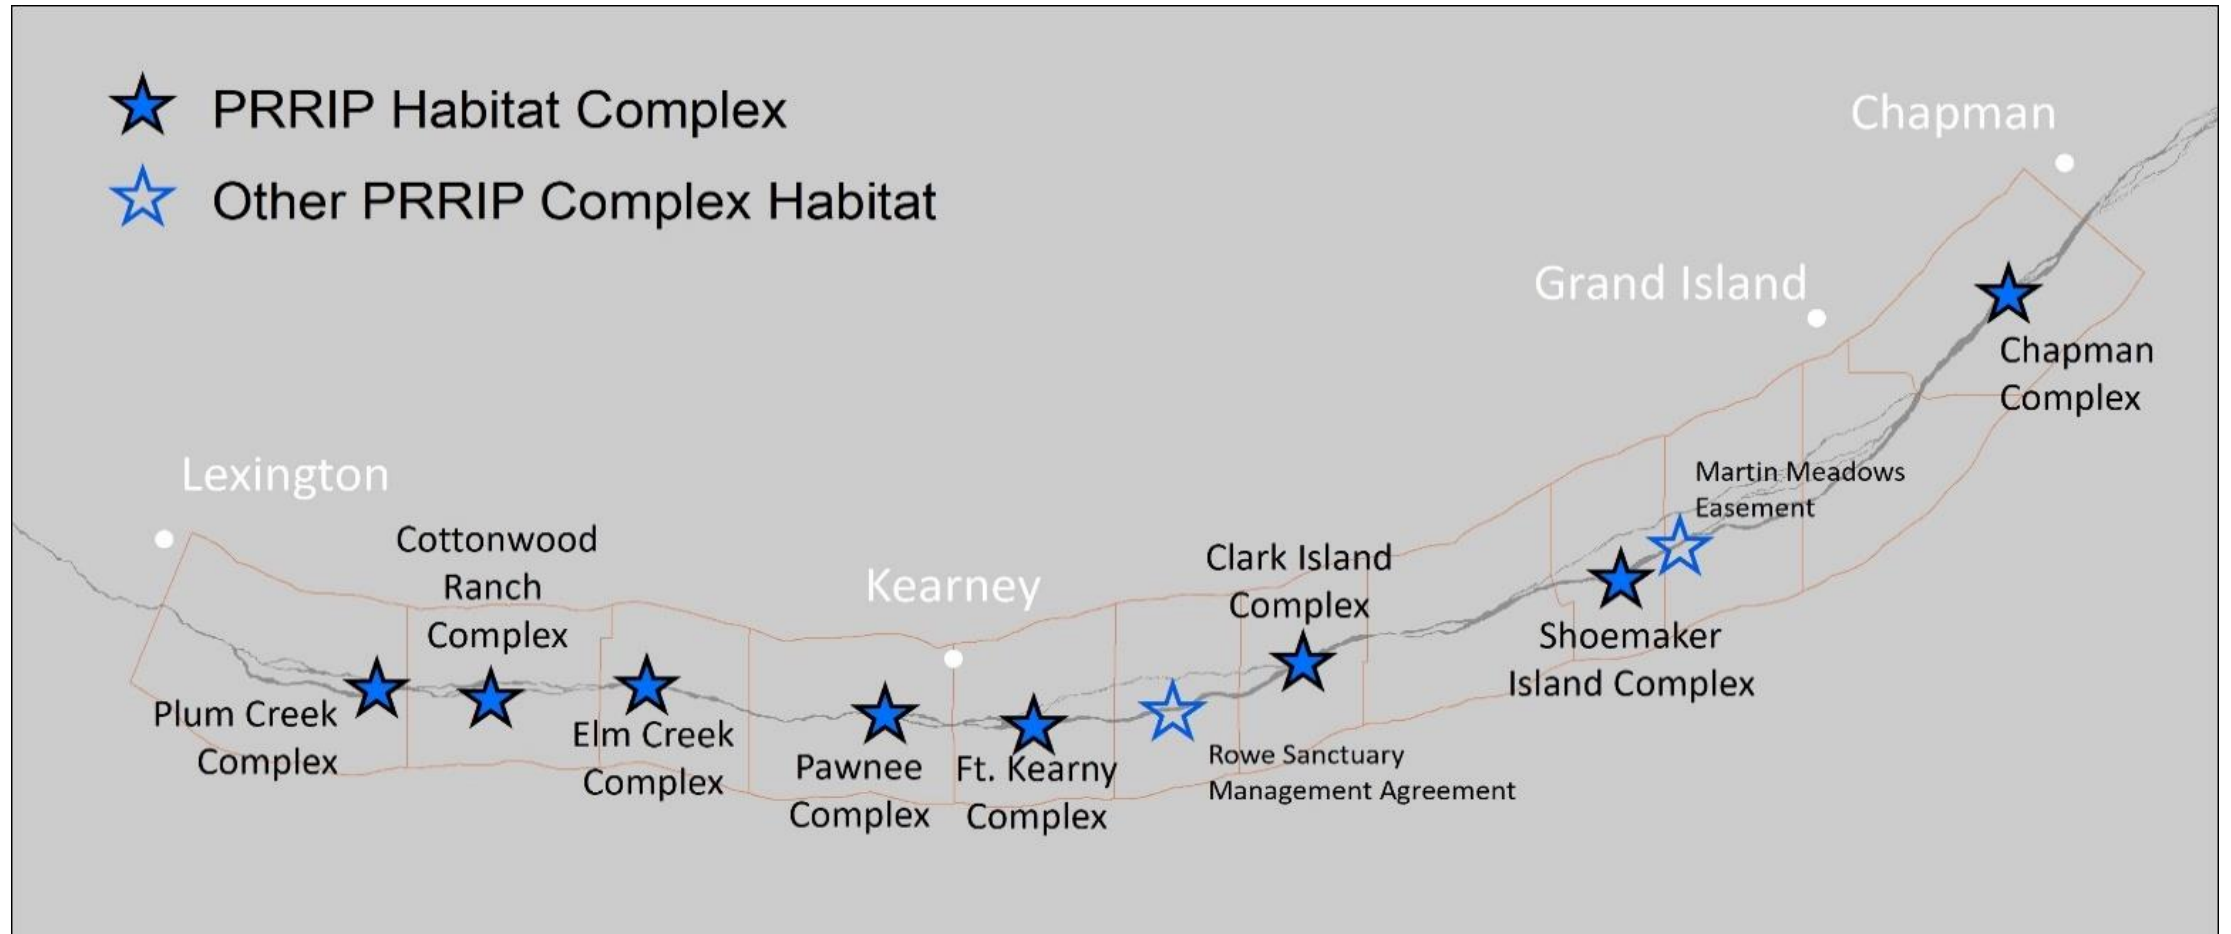 PRRIP Habitat Complex
Other PRRIP Complex Habitat
Chapman
Grand Island
Chapman
Complex
Martin Meadows
Easement
Lexington
Cottonwood
Ranch
Complex
Kearney
Clark Island
Complex
Shoemaker
Island Complex
Plum Creek
Complex
Elm Creek
Complex
Pawnee
Complex
Ft. Kearny
Complex
Rowe Sanctuary
Management Agreement